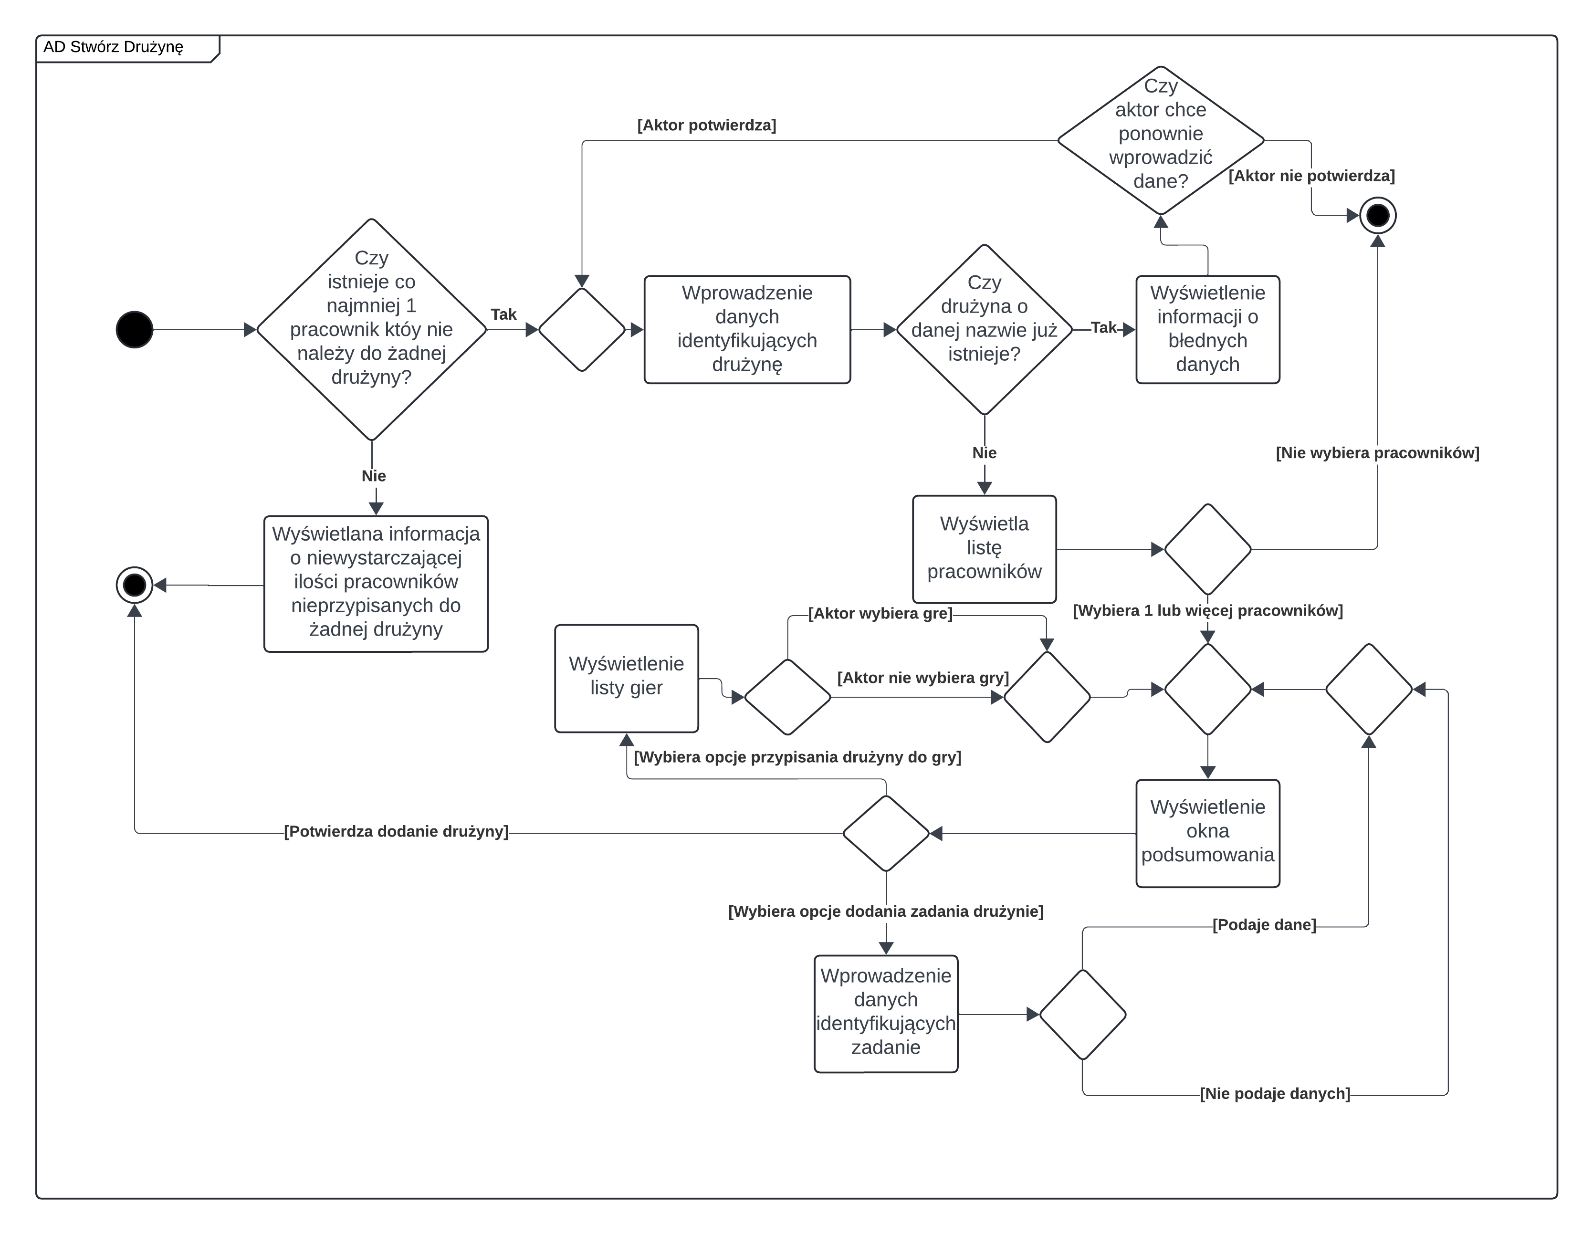 AD Stwórz Drużynę
Czy
aktor chce
ponownie
wprowadzić
dane?
[Aktor potwierdza]
[Aktor nie potwierdza]
Czy
istnieje co
najmniej 1
pracownik któy nie
należy do żadnej
drużyny?
Tak
Wprowadzenie
danych
identyfikujących
drużynę
Czy
drużyna o
danej nazwie już
istnieje?
Tak
Wyświetlenie
informacji o
błednych
danych
Nie
Nie
[Nie wybiera pracowników]
Wyświetlana informacja
o niewystarczającej
ilości pracowników
nieprzypisanych do
żadnej drużyny
Wyświetla
listę
pracowników
[Wybiera 1 lub więcej pracowników]
[Aktor wybiera gre]
Wyświetlenie
listy gier
[Aktor nie wybiera gry]
[Wybiera opcje przypisania drużyny do gry]
[Potwierdza dodanie drużyny]
Wyświetlenie
okna
podsumowania
[Wybiera opcje dodania zadania drużynie]
[Podaje dane]
Wprowadzenie
danych
identyfikujących
zadanie
[Nie podaje danych]